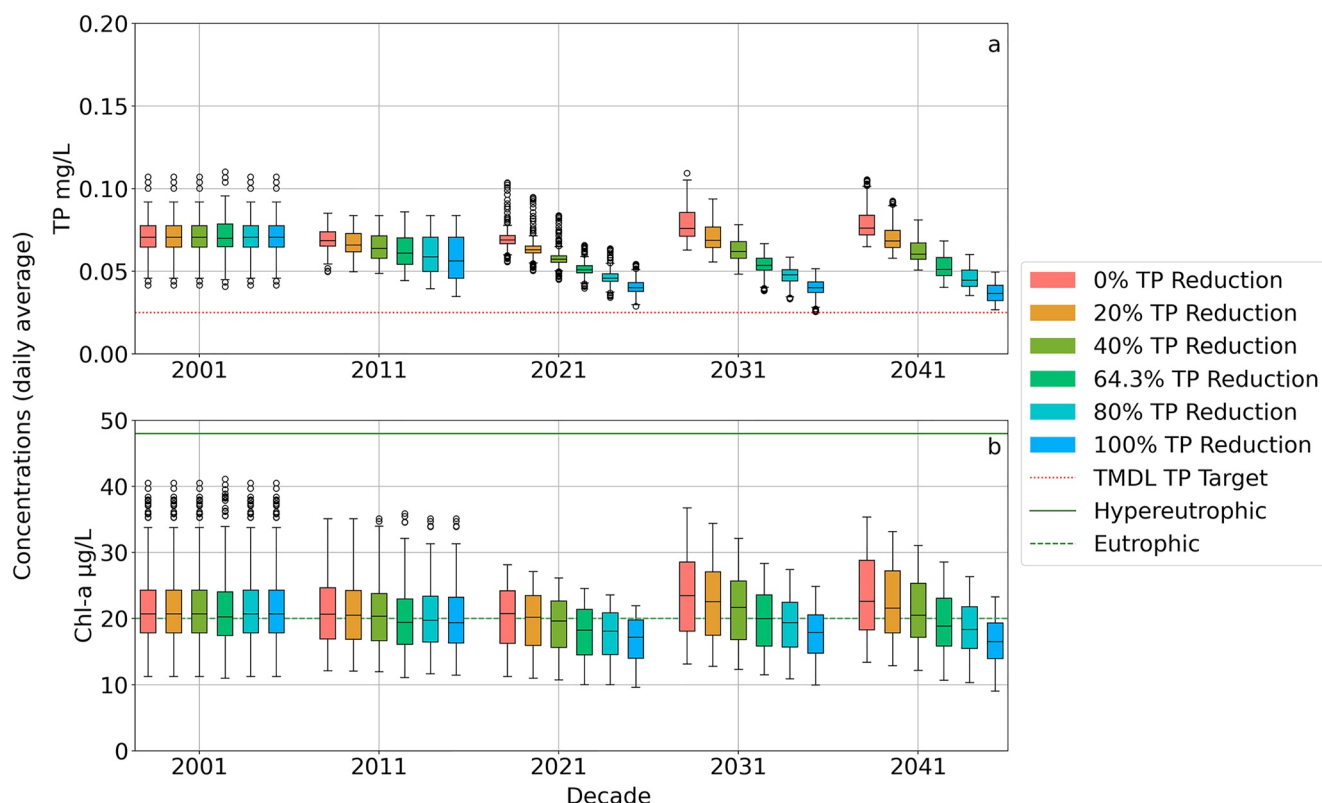 0.20
a
0.15
0.10
0.05
0.00
TP mg/L
2001 2011 2021 2031 2041
Concentrations (daily average)
50
b
40
30
20
10
0
Chl-a µg/L
2001 2011 2021 2031 2041
Decade
0% TP Reduction
20% TP Reduction
40% TP Reduction
64.3% TP Reduction
80% TP Reduction
100% TP Reduction
TMDL TP Target
Hypereutrophic
Eutrophic